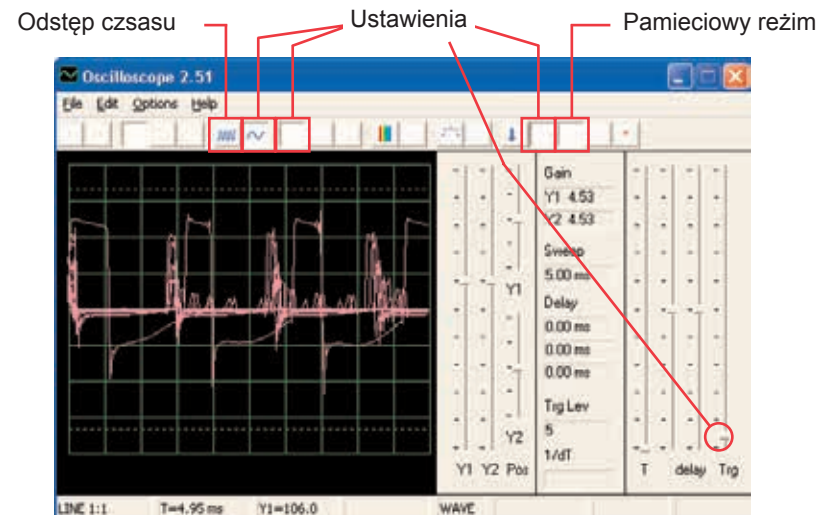 Odstęp czsasu Ustawienia Pamieciowy reżim
Oscilloscope 2.51
File Edit Options Help
Gain
Y1 4.53
Y2 4.53
Sweep
5.00 ms
Y1
Delay
0.00 ms
0.00 ms
0.00 ms
Trg Lev
5
Y2
1/dT
Y1 Y2 Pos T delay Trg
LINE 1:1 T=4.95 ms Y1=106.0 WAVE